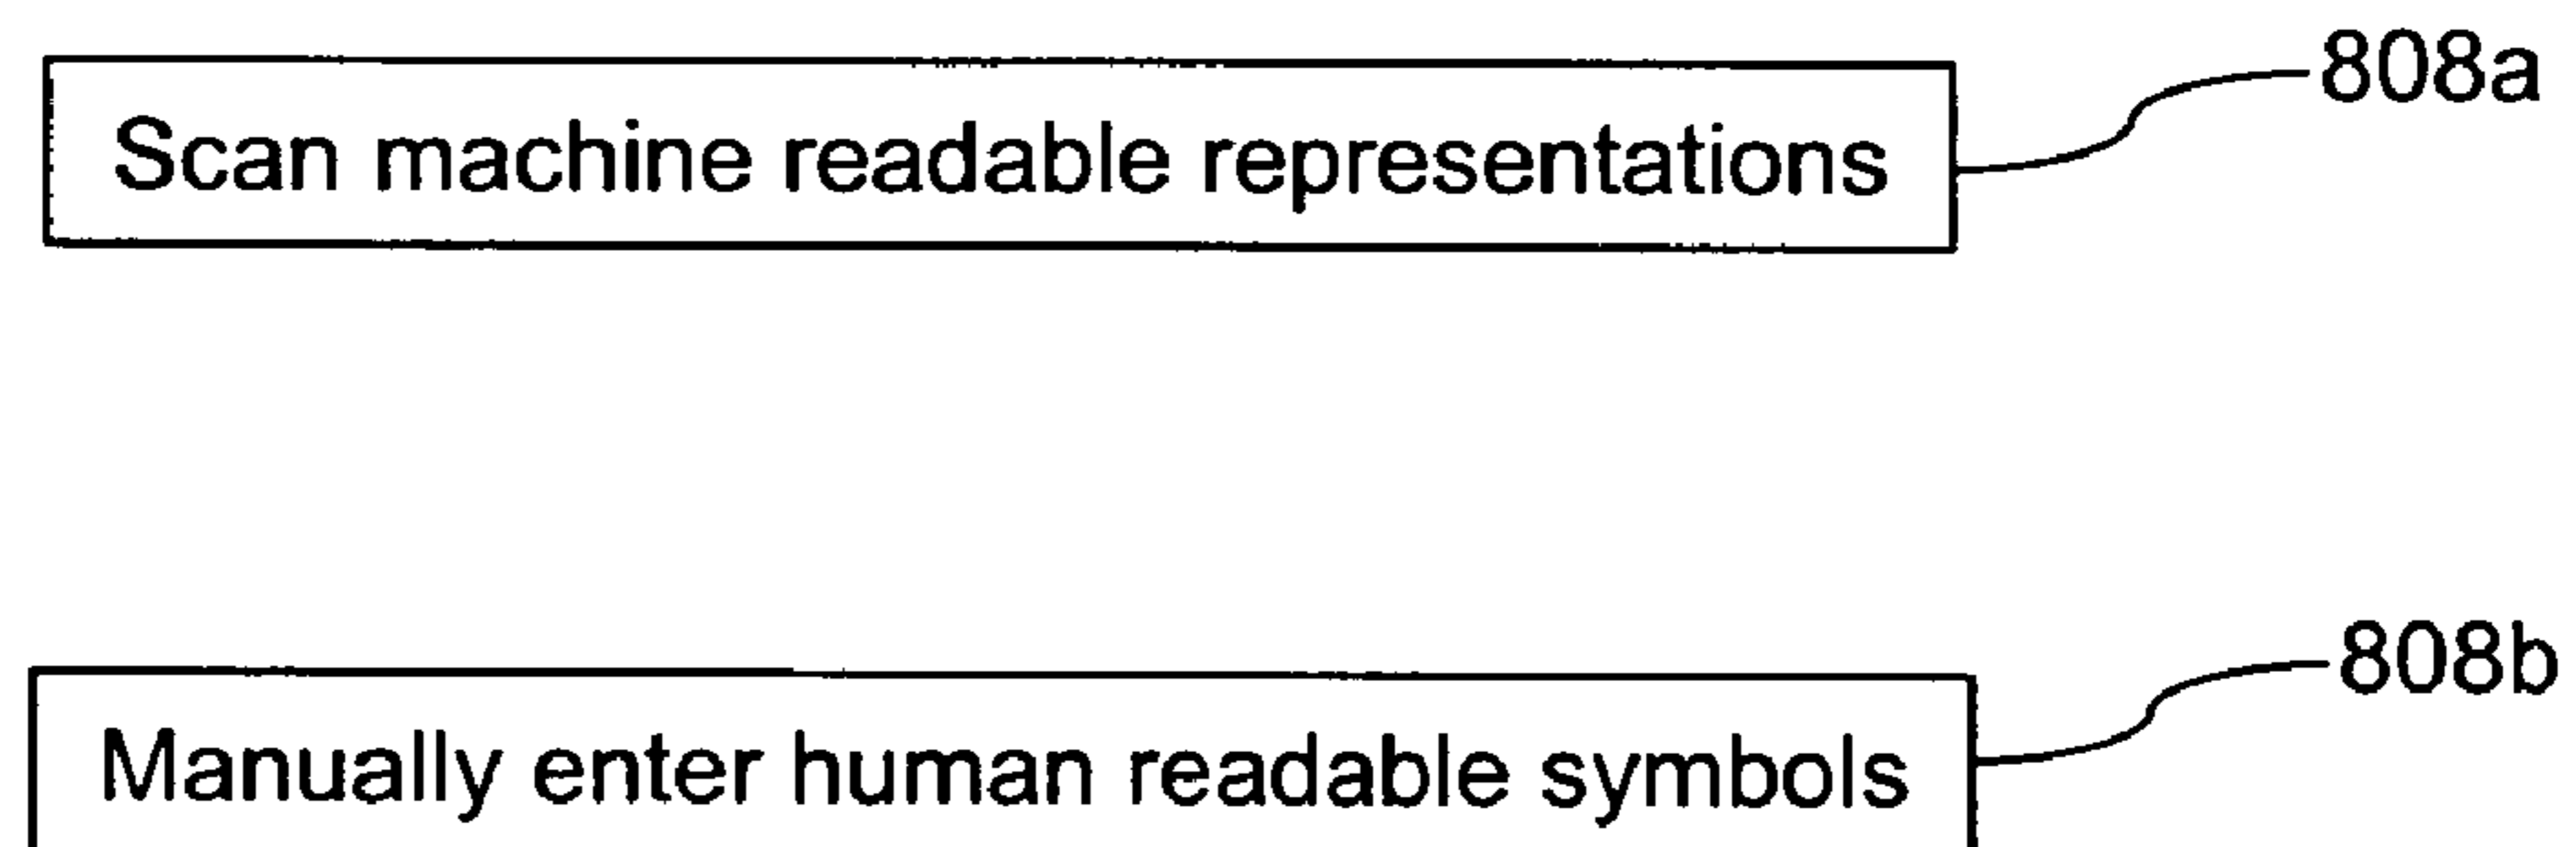 808a
Scan machine readable representations
808b
Manually enter human readable symbols